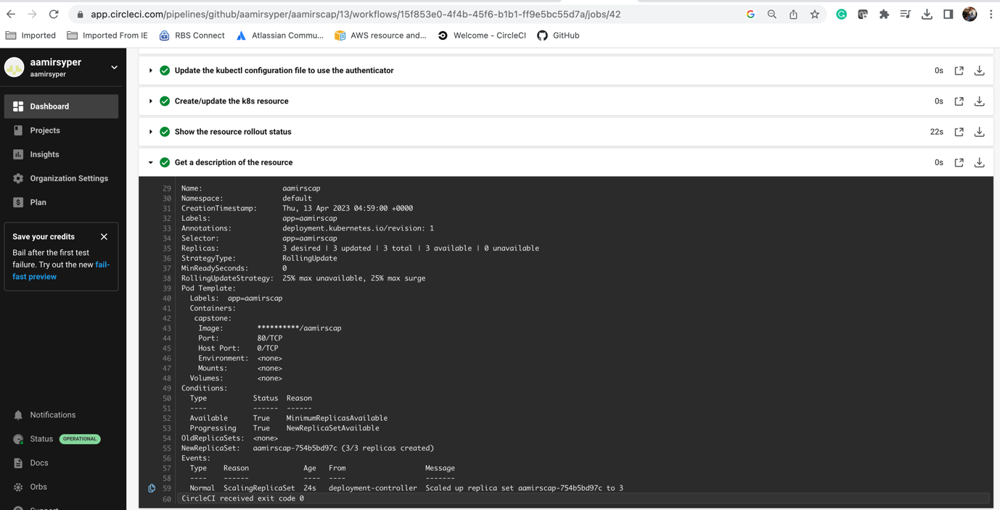 app.circleci.com/pipelines/github/aamirsyper/aamirscap/13/workflows/15f853e0-4f4b-45f6-b1b1-ff9e5bc55d7a/jobs/42
Imported Imported From IE RBS Connect Atlassian Commu... AWS resource and... Welcome - CircleCI GitHub
aamirsyper
aamirsyper
Dashboard
Projects
Insights
Organization Settings
$ Plan
Save your credits
Bail after the first test
failure. Try out the new fail-
fast preview
Notifications
Status OPERATIONAL
Docs
Orbs
Support
Update the kubectl configuration file to use the authenticator 0s
Create/update the k8s resource 0s
Show the resource rollout status 22s
Get a description of the resource 0s
29 Name: aamirscap
30 Namespace: default
31 CreationTimestamp: Thu, 13 Apr 2023 04:59:00 +0000
32 Labels: app=aamirscap
33 Annotations: deployment.kubernetes.io/revision: 1
34 Selector: app=aamirscap
35 Replicas: 3 desired | 3 updated | 3 total | 3 available | 0 unavailable
36 StrategyType: RollingUpdate
37 MinReadySeconds: 0
38 RollingUpdateStrategy: 25% max unavailable, 25% max surge
39 Pod Template:
40 Labels: app=aamirscap
41 Containers:
42 capstone:
43 Image: **********/aamirscap
44 Port: 80/TCP
45 Host Port: 0/TCP
46 Environment: <none>
47 Mounts: <none>
48 Volumes: <none>
49 Conditions:
50 Type Status Reason
51 ---- ------ ------
52 Available True MinimumReplicasAvailable
53 Progressing True NewReplicaSetAvailable
54 OldReplicaSets: <none>
55 NewReplicaSet: aamirscap-754b5bd97c (3/3 replicas created)
56 Events:
57 Type Reason Age From Message
58 ---- ------ ---- ---- -------
59 Normal ScalingReplicaSet 24s deployment-controller Scaled up replica set aamirscap-754b5bd97c to 3
60 CircleCI received exit code 0